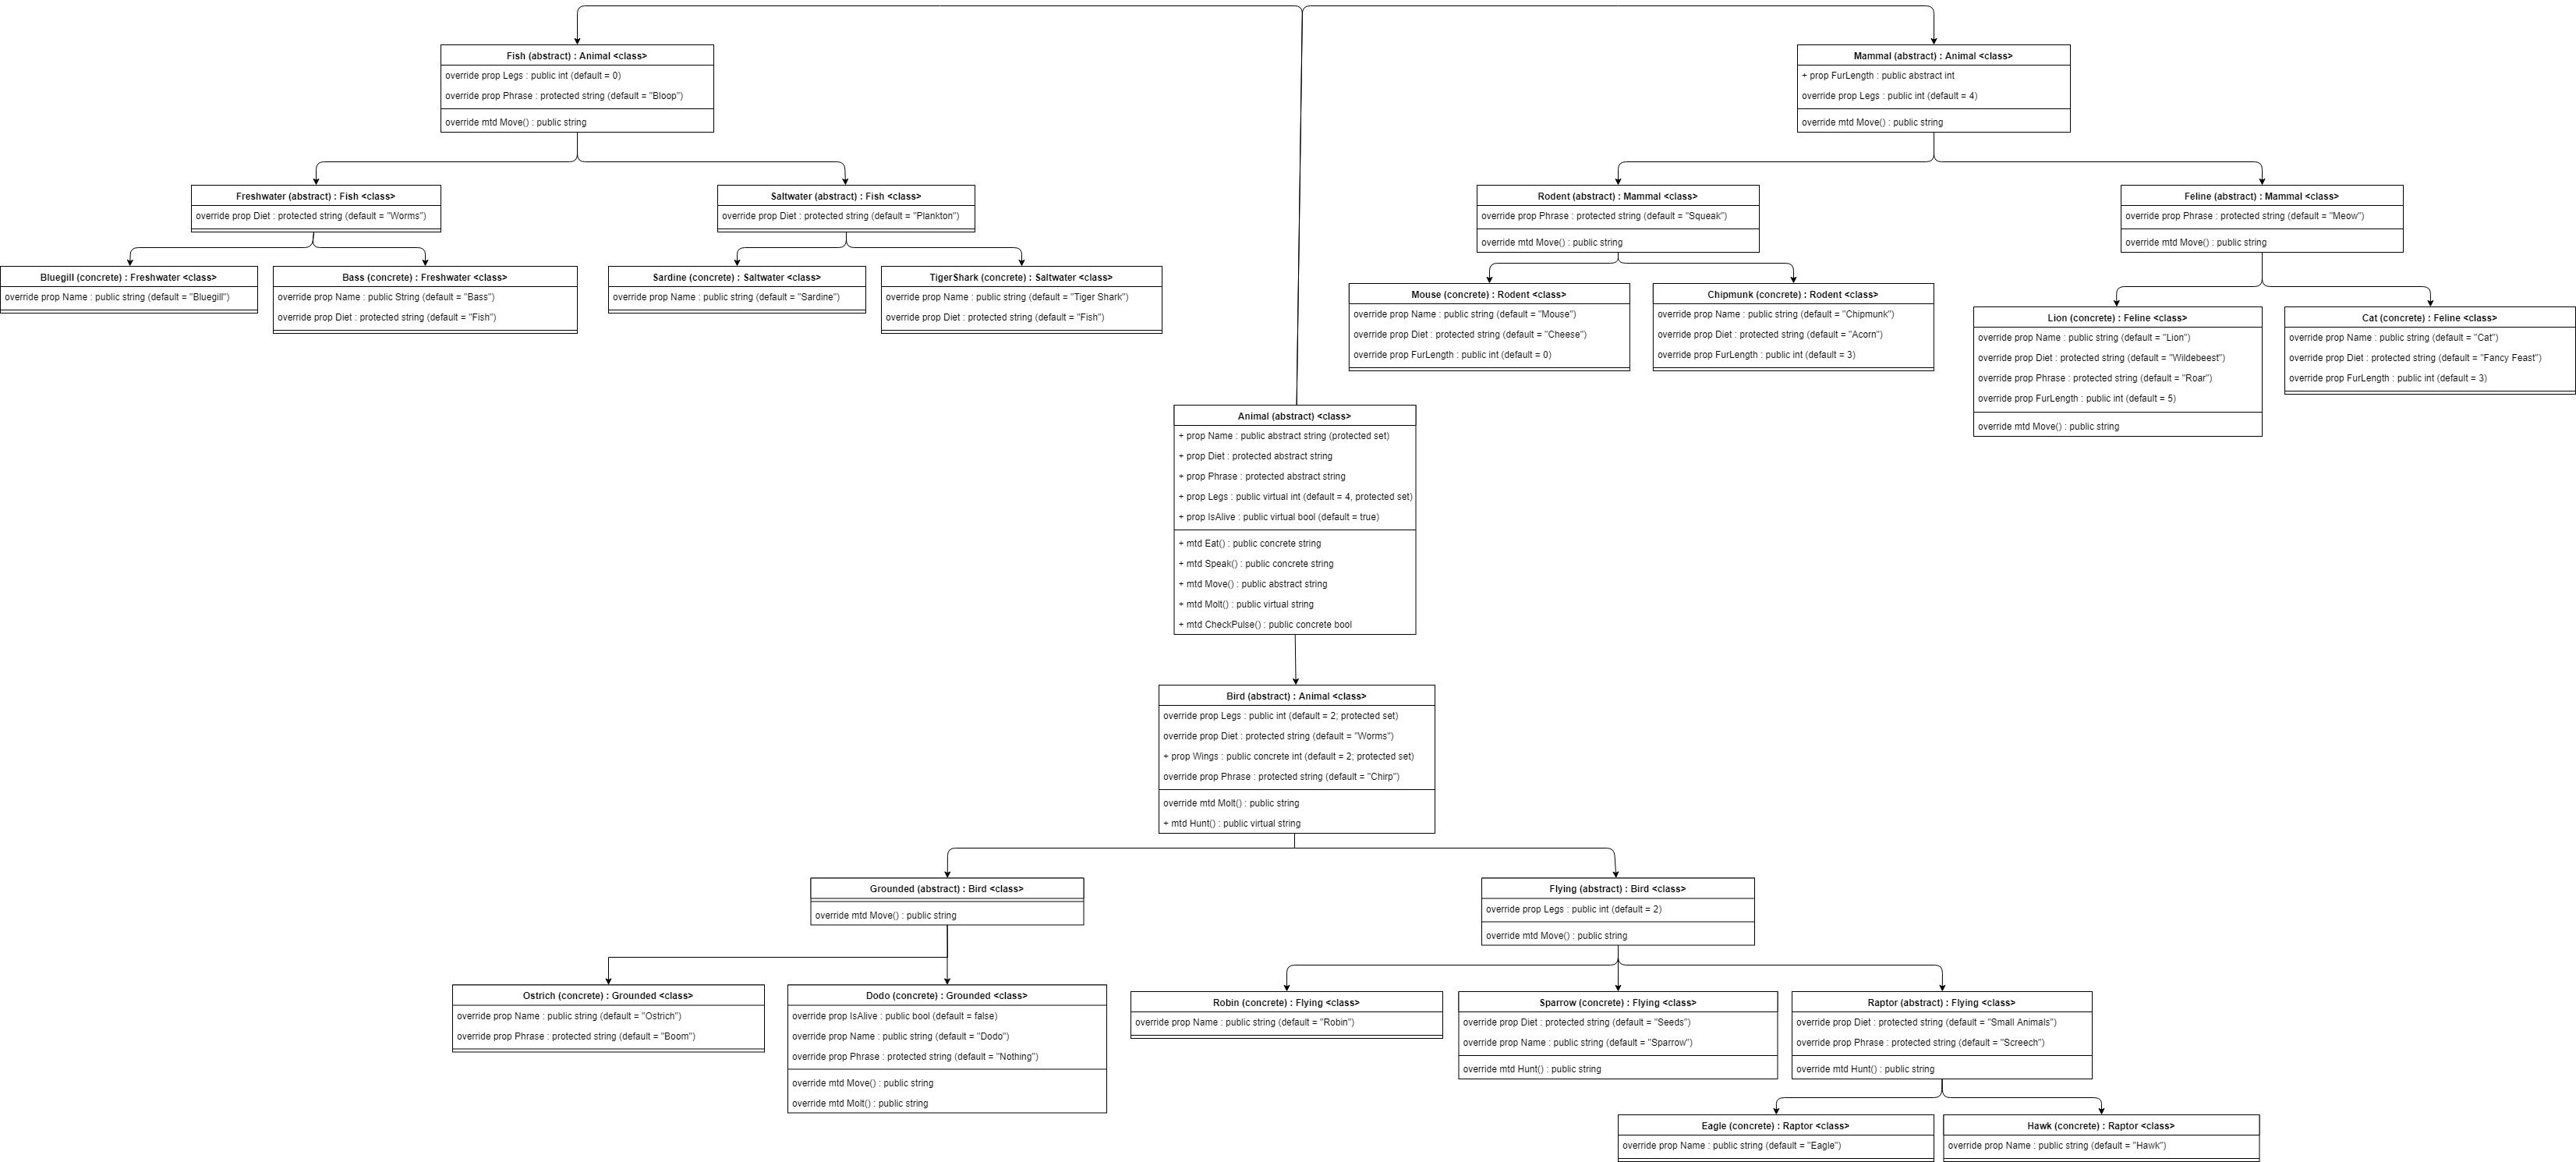 Fish (abstract) : Animal <class>
override prop Legs : public int (default = 0)
override prop Phrase : protected string (default = "Bloop")
override mtd Move() : public string
Mammal (abstract) : Animal <class>
+ prop FurLength : public abstract int
override prop Legs : public int (default = 4)
override mtd Move() : public string
Freshwater (abstract) : Fish <class>
override prop Diet : protected string (default = "Worms")
Saltwater (abstract) : Fish <class>
override prop Diet : protected string (default = "Plankton")
Rodent (abstract) : Mammal <class>
override prop Phrase : protected string (default = "Squeak")
override mtd Move() : public string
Feline (abstract) : Mammal <class>
override prop Phrase : protected string (default = "Meow")
override mtd Move() : public string
Bluegill (concrete) : Freshwater <class>
override prop Name : public string (default = "Bluegill")
Bass (concrete) : Freshwater <class>
override prop Name : public String (default = "Bass")
override prop Diet : protected string (default = "Fish")
Sardine (concrete) : Saltwater <class>
override prop Name : public string (default = "Sardine")
TigerShark (concrete) : Saltwater <class>
override prop Name : public string (default = "Tiger Shark")
override prop Diet : protected string (default = "Fish")
Mouse (concrete) : Rodent <class>
override prop Name : public string (default = "Mouse")
override prop Diet : protected string (default = "Cheese")
override prop FurLength : public int (default = 0)
Chipmunk (concrete) : Rodent <class>
override prop Name : public string (default = "Chipmunk")
override prop Diet : protected string (default = "Acorn")
override prop FurLength : public int (default = 3)
Lion (concrete) : Feline <class>
override prop Name : public string (default = "Lion")
override prop Diet : protected string (default = "Wildebeest")
override prop Phrase : protected string (default = "Roar")
override prop FurLength : public int (default = 5)
override mtd Move() : public string
Cat (concrete) : Feline <class>
override prop Name : public string (default = "Cat")
override prop Diet : protected string (default = "Fancy Feast")
override prop FurLength : public int (default = 3)
Animal (abstract) <class>
+ prop Name : public abstract string (protected set)
+ prop Diet : protected abstract string
+ prop Phrase : protected abstract string
+ prop Legs : public virtual int (default = 4, protected set)
+ prop IsAlive : public virtual bool (default = true)
+ mtd Eat() : public concrete string
+ mtd Speak() : public concrete string
+ mtd Move() : public abstract string
+ mtd Molt() : public virtual string
+ mtd CheckPulse() : public concrete bool
Bird (abstract) : Animal <class>
override prop Legs : public int (default = 2; protected set)
override prop Diet : protected string (default = "Worms")
+ prop Wings : public concrete int (default = 2; protected set)
override prop Phrase : protected string (default = "Chirp")
override mtd Molt() : public string
+ mtd Hunt() : public virtual string
Grounded (abstract) : Bird <class>
override mtd Move() : public string
Flying (abstract) : Bird <class>
override prop Legs : public int (default = 2)
override mtd Move() : public string
Ostrich (concrete) : Grounded <class>
override prop Name : public string (default = "Ostrich")
override prop Phrase : protected string (default = "Boom")
Dodo (concrete) : Grounded <class>
override prop IsAlive : public bool (default = false)
override prop Name : public string (default = "Dodo")
override prop Phrase : protected string (default = "Nothing")
override mtd Move() : public string
override mtd Molt() : public string
Robin (concrete) : Flying <class>
override prop Name : public string (default = "Robin")
Sparrow (concrete) : Flying <class>
override prop Diet : protected string (default = "Seeds")
override prop Name : public string (default = "Sparrow")
override mtd Hunt() : public string
Raptor (abstract) : Flying <class>
override prop Diet : protected string (default = "Small Animals")
override prop Phrase : protected string (default = "Screech")
override mtd Hunt() : public string
Eagle (concrete) : Raptor <class>
override prop Name : public string (default = "Eagle")
Hawk (concrete) : Raptor <class>
override prop Name : public string (default = "Hawk")